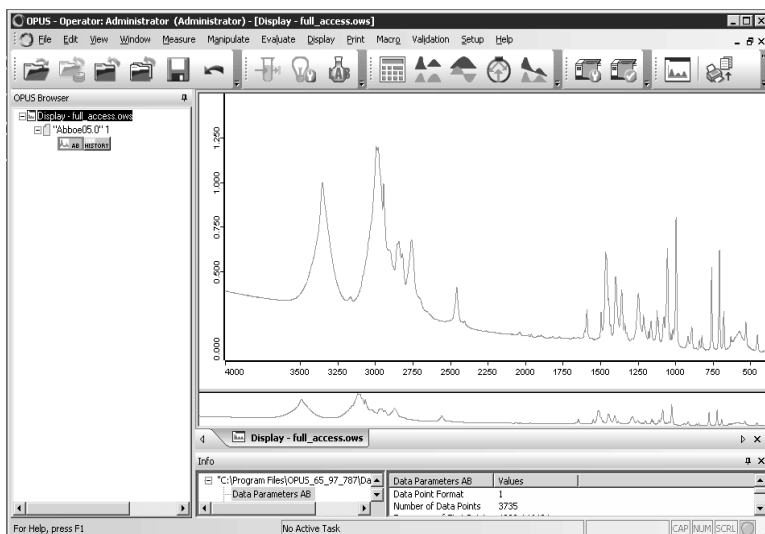 OPUS - Operator: Administrator (Administrator) - [Display - full_access.ows]
File Edit View Window Measure Manipulate Evaluate Display Print Macro Validation Setup Help
OPUS Browser
Display - full_access.ows
"Abboe05.0" 1
AB HISTORY
1.250
1.000
0.750
0.500
0.000
4000 3500 3250 3000 2750 2500 2250 2000 1750 1500 1250 1000 750 500
Display - full_access.ows
Info
"C:\Program Files\OPUS_65_97_787\Da
Data Parameters AB
Data Parameters AB Values
Data Point Format 1
Number of Data Points 3735
For Help, press F1 No Active Task CAP NUM SCRL